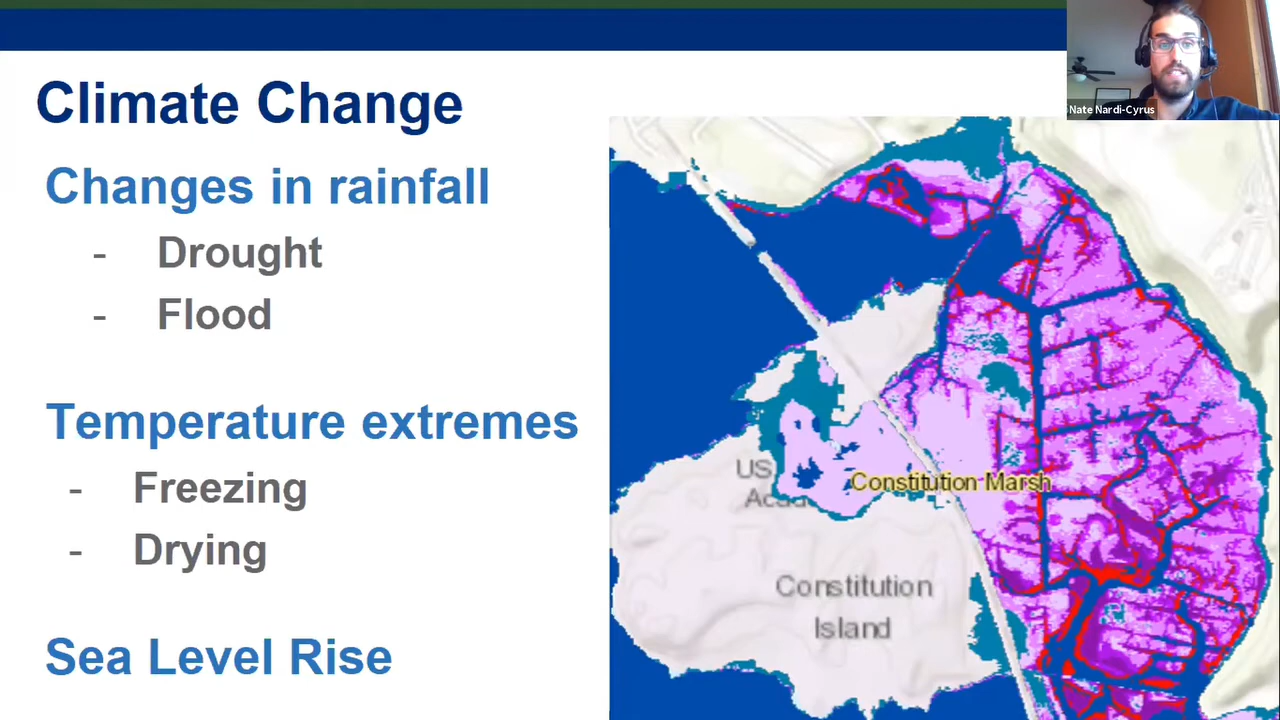 Climate Change
Changes in rainfall
- Drought
- Flood
Temperature extremes
- Freezing
- Drying
Sea Level Rise
Nate Nardi-Cyrus
US
Constitution Marsh
Constitution
Island